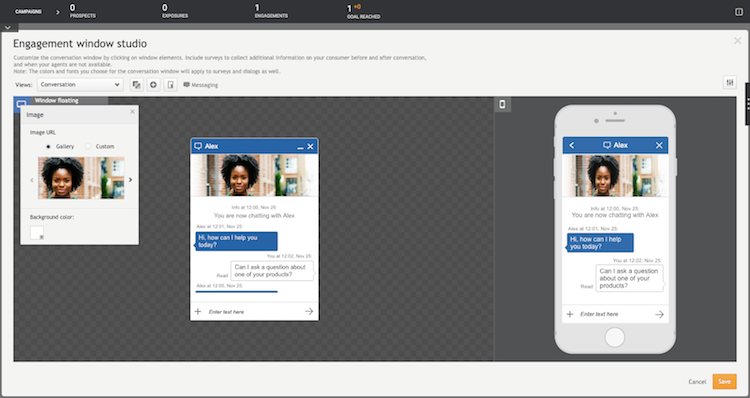 CAMPAIGNS
0
PROSPECTS
0
EXPOSURES
1
ENGAGEMENTS
1 +0
GOAL REACHED
Engagement window studio
Customize the conversation window by clicking on window elements. Include surveys to collect additional information on your consumer before and after conversation,
and when your agents are not available.
Note: The colors and fonts you choose for the conversation window will apply to surveys and dialogs as well.
Views: Conversation Messaging
Window floating
Image
Image URL
Gallery Custom
Background color:
Alex
Info at 12:00, Nov 25
You are now chatting with Alex
Alex at 12:01, Nov 25
Hi, how can I help you
today?
You at 12:02, Nov 25
Can I ask a question about
one of your products?
Read
Alex at 12:05, Nov 25
Enter text here
Alex
Info at 12:00, Nov 25
You are now chatting with Alex
Alex at 12:01, Nov 25
Hi, how can I help
you today?
You at 12:02, Nov 25
Can I ask a question
about one of your
products?
Read
Enter text here
Cancel
Save